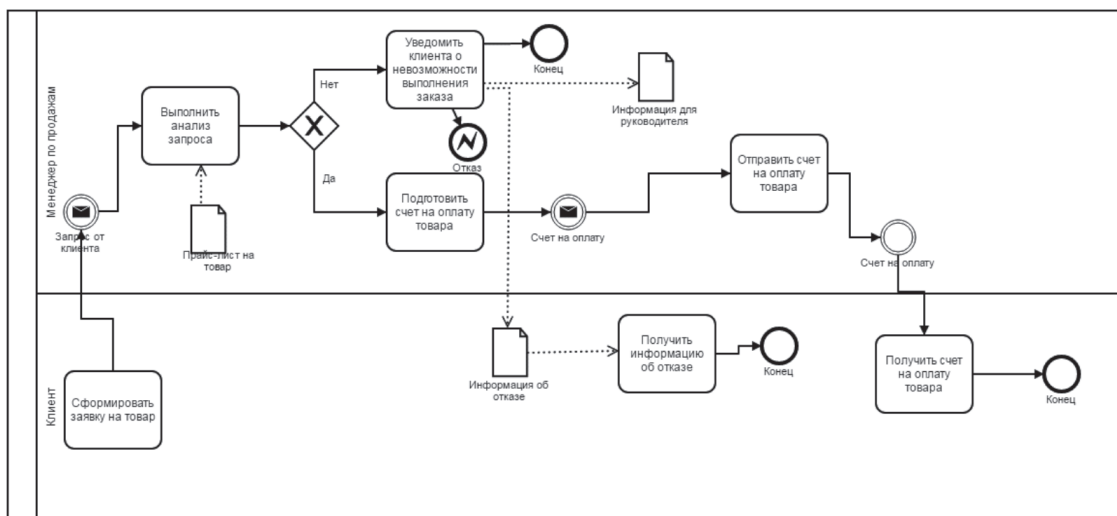 Менеджер по продажам
Запрос от
клиента
Выполнить
анализ
запроса
Прайс-лист на
товар
Нет
Да
Уведомить
клиента о
невозможности
выполнения
заказа
Конец
Отказ
Информация для
руководителя
Подготовить
счет на оплату
товара
Счет на оплату
Отправить счет
на оплату
товара
Счет на оплату
Клиент
Сформировать
заявку на товар
Информация об
отказе
Получить
информацию
об отказе
Конец
Получить счет
на оплату
товара
Конец